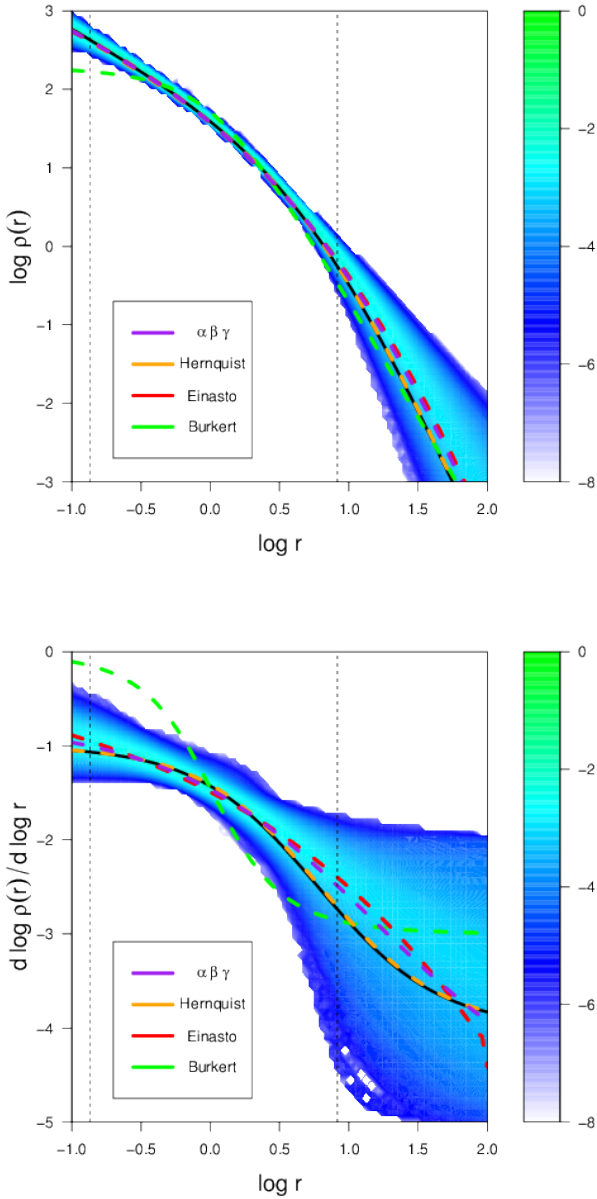 3
2
1
0
−1
−2
−3
log ρ(r)
α β γ
Hernquist
Einasto
Burkert
−1.0 −0.5 0.0 0.5 1.0 1.5 2.0
log r
0
−2
−4
−6
−8
0
−1
−2
−3
−4
−5
d log ρ(r) / d log r
α β γ
Hernquist
Einasto
Burkert
−1.0 −0.5 0.0 0.5 1.0 1.5 2.0
log r
0
−2
−4
−6
−8